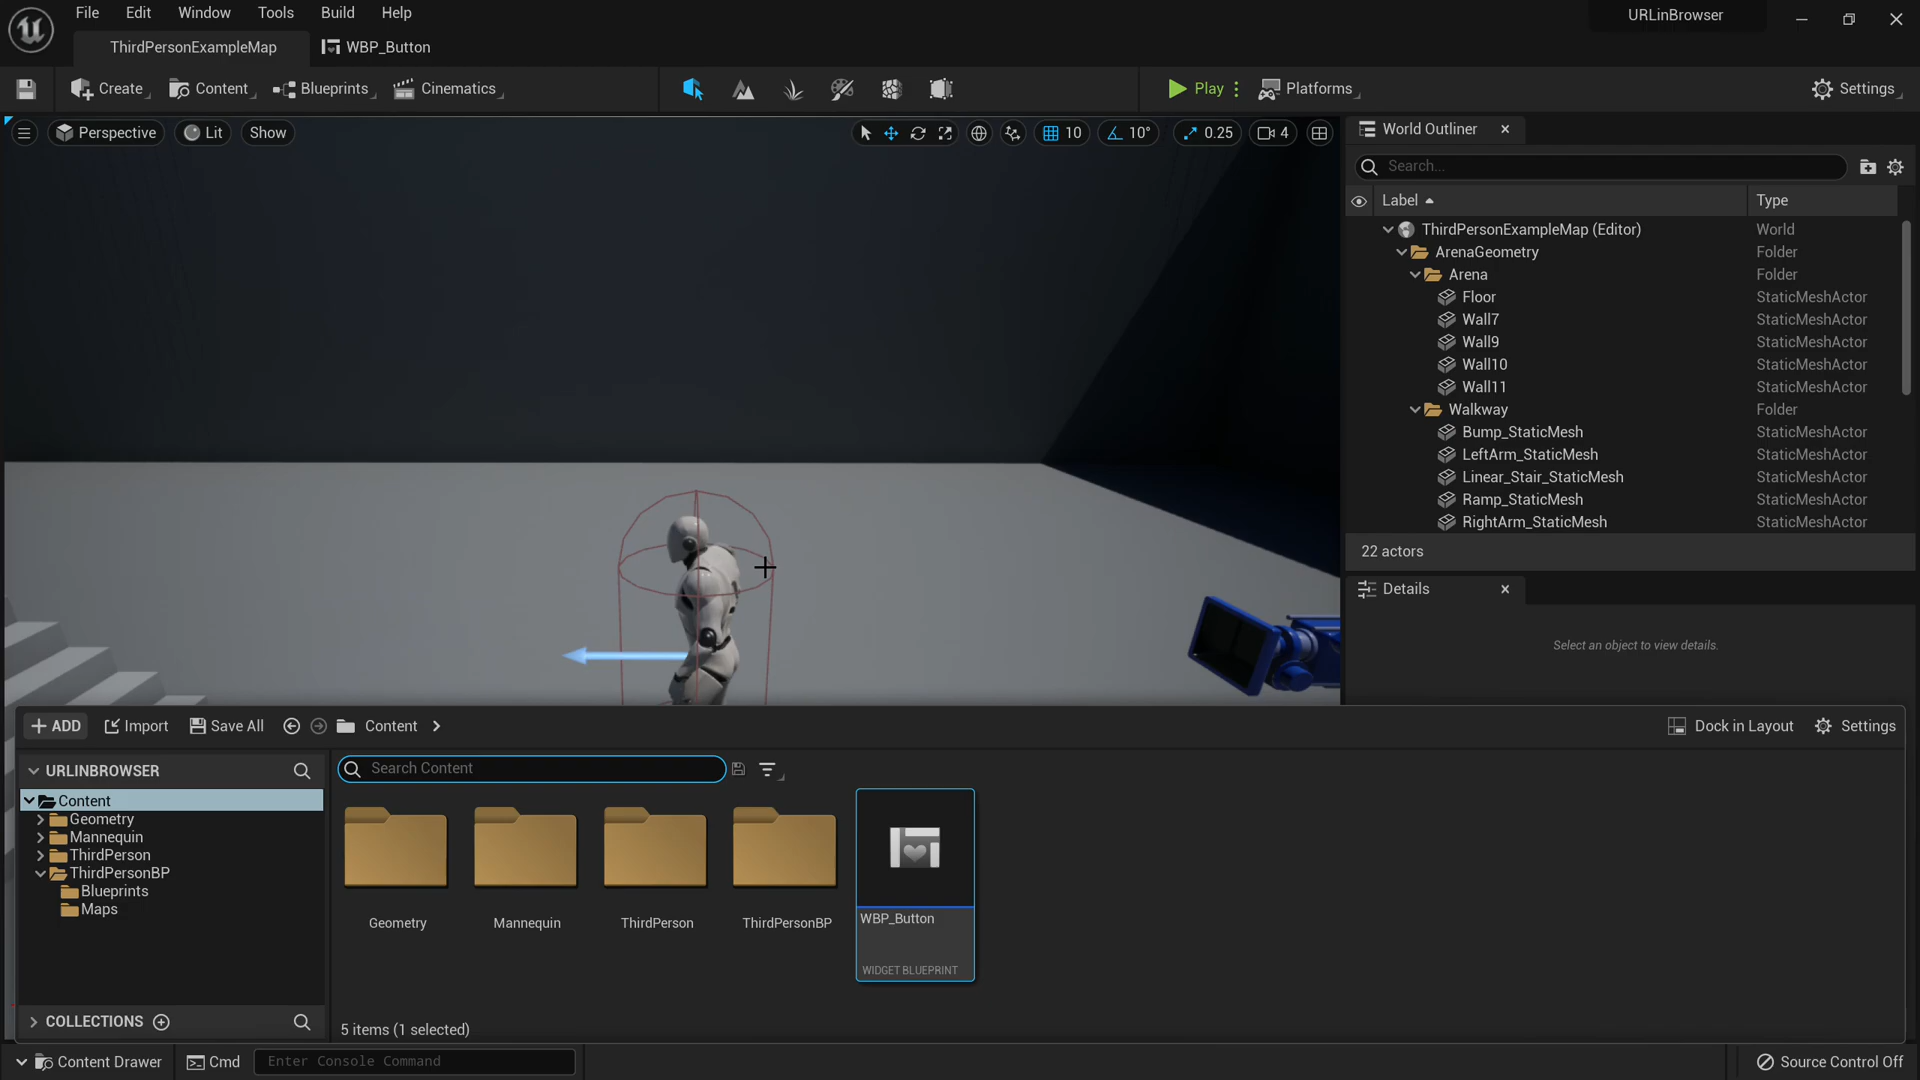 File Edit Window Tools Build Help
URLinBrowser
ThirdPersonExampleMap WBP_Button
Create Content Blueprints Cinematics Play Platforms Settings
Perspective Lit Show 10 10° 0.25 4
World Outliner
Search...
Label Type
ThirdPersonExampleMap (Editor) World
ArenaGeometry Folder
Arena Folder
Floor StaticMeshActor
Wall7 StaticMeshActor
Wall9 StaticMeshActor
Wall10 StaticMeshActor
Wall11 StaticMeshActor
Walkway Folder
Bump_StaticMesh StaticMeshActor
LeftArm_StaticMesh StaticMeshActor
Linear_Stair_StaticMesh StaticMeshActor
Ramp_StaticMesh StaticMeshActor
RightArm_StaticMesh StaticMeshActor
22 actors
Details
Select an object to view details.
ADD Import Save All Content Dock in Layout Settings
URLINBROWSER
Search Content
Content
Geometry
Mannequin
ThirdPerson
ThirdPersonBP
Blueprints
Maps
Geometry Mannequin ThirdPerson ThirdPersonBP WBP_Button
WIDGET BLUEPRINT
COLLECTIONS
5 items (1 selected)
Content Drawer Cmd Enter Console Command Source Control Off